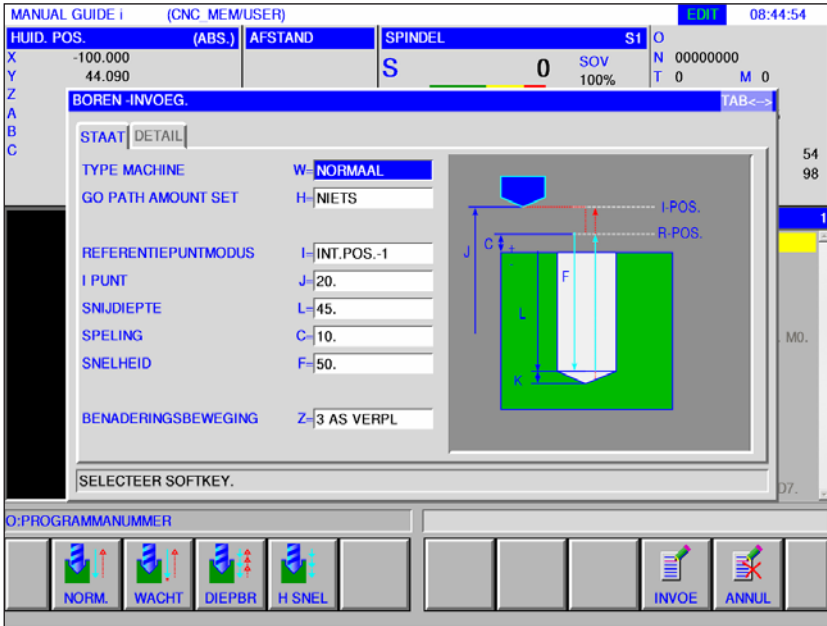 MANUAL GUIDE i (CNC_MEM/USER) EDIT 08:44:54
HUID. POS. (ABS.) AFSTAND SPINDEL S1 O
X -100.000 S 0 SOV 100% N 00000000
Y 44.090 T 0 M 0
Z
A
B
C
54
98
BOREN -INVOEG. TAB<-->
STAAT DETAIL
TYPE MACHINE W=NORMAAL
GO PATH AMOUNT SET H=NIETS
REFERENTIEPUNTMODUS I=INT.POS.-1
I PUNT J=20.
SNIJDIEPTE L=45.
SPELING C=10.
SNELHEID F=50.
BENADERINGSBEWEGING Z=3 AS VERPL
I-POS.
R-POS.
J
C
+
-
F
L
K
1
M0.
D7.
SELECTEER SOFTKEY.
O:PROGRAMMANUMMER
NORM. WACHT DIEPBR H SNEL INVOE ANNUL